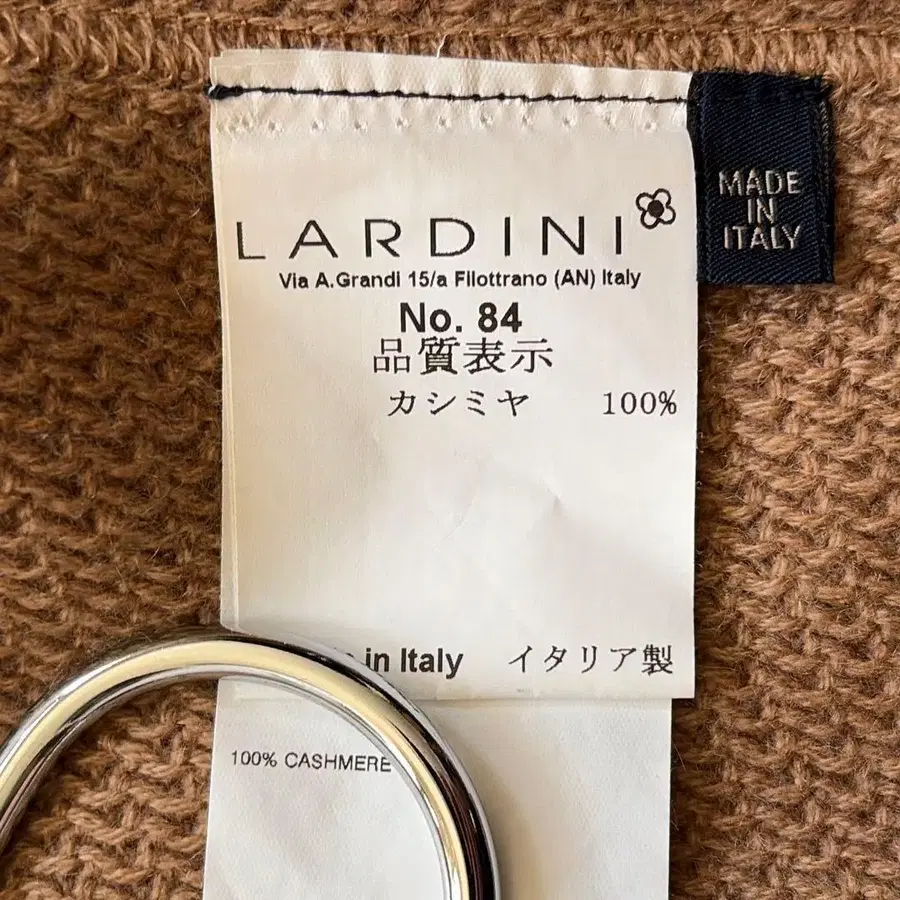 LARDINI
Via A.Grandi 15/a Filottrano (AN) Italy
No. 84
品質表示
カシミヤ 100%
in Italy イタリア製
100% CASHMERE
MADE
IN
ITALY